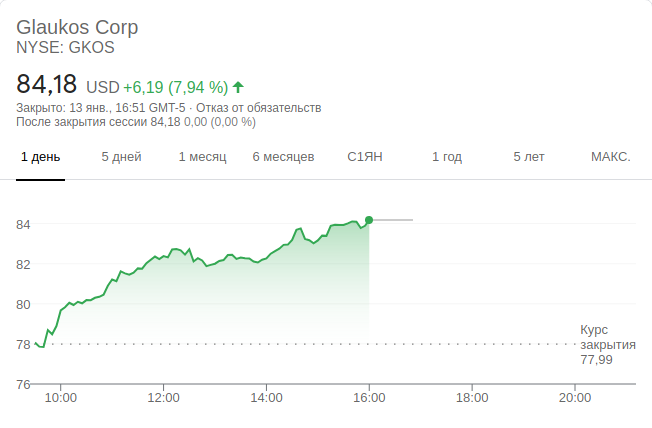 Glaukos Corp
NYSE: GKOS
84,18 USD +6,19 (7,94 %)
Закрыто: 13 янв., 16:51 GMT-5 · Отказ от обязательств
После закрытия сессии 84,18 0,00 (0,00 %)
1 день 5 дней 1 месяц 6 месяцев С1ЯН 1 год 5 лет МАКС.
84
82
80
78
76
Курс
закрытия
77,99
10:00 12:00 14:00 16:00 18:00 20:00